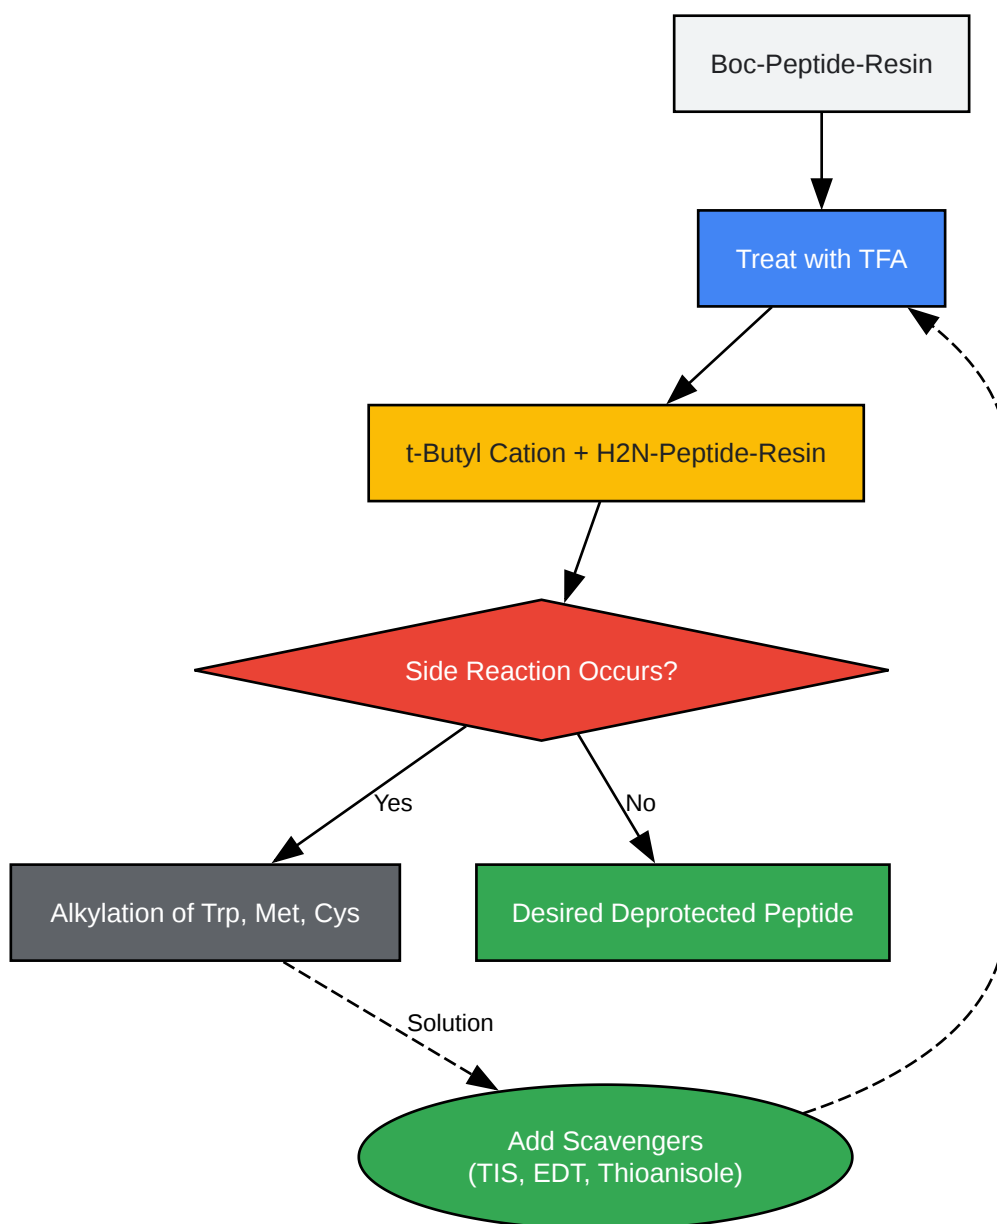 Boc-Peptide-Resin
Treat with TFA
t-Butyl Cation + H2N-Peptide-Resin
Side Reaction Occurs?
Yes
No
Alkylation of Trp, Met, Cys
Desired Deprotected Peptide
Solution
Add Scavengers
(TIS, EDT, Thioanisole)